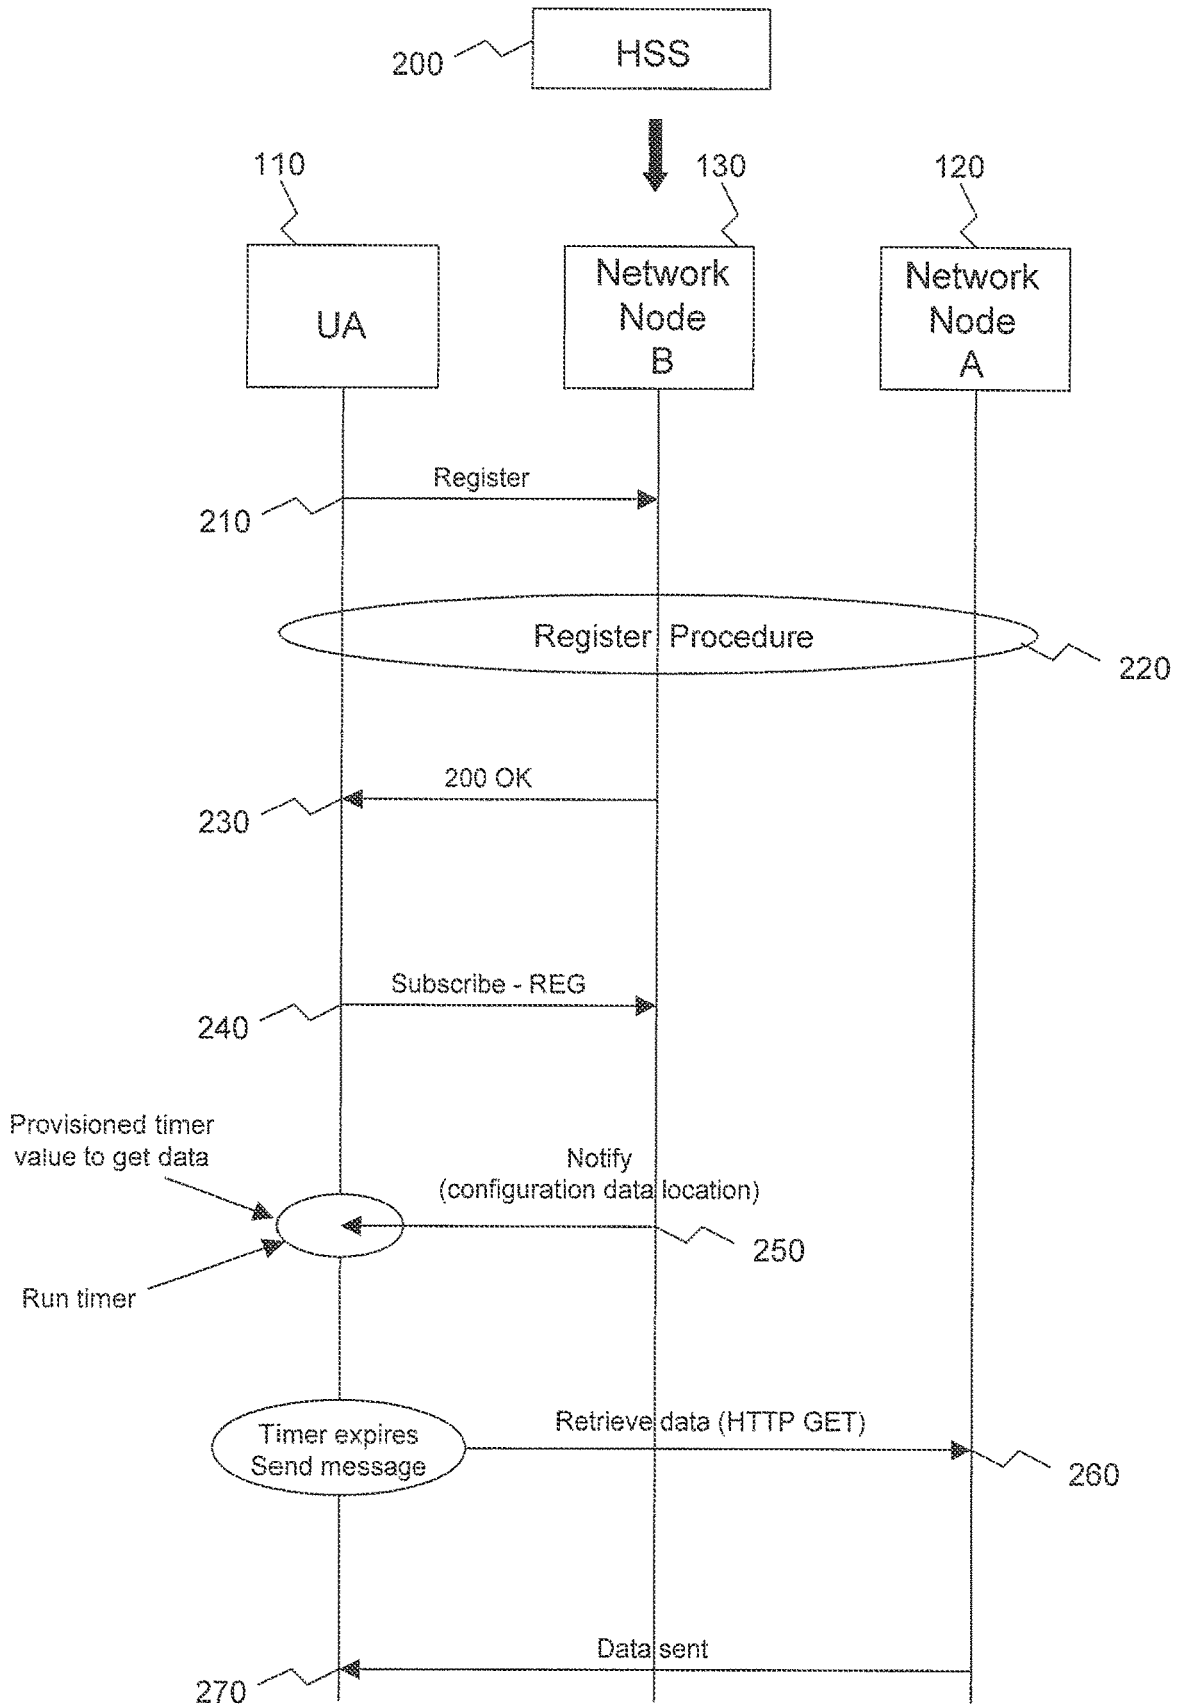 HSS
200
110
130
120
UA
Network
Node
B
Network
Node
A
Register
210
Register Procedure
220
200 OK
230
Subscribe - REG
240
Provisioned timer
value to get data
Notify
(configuration data location)
250
Run timer
Timer expires
Send message
Retrieve data (HTTP GET)
260
Data sent
270